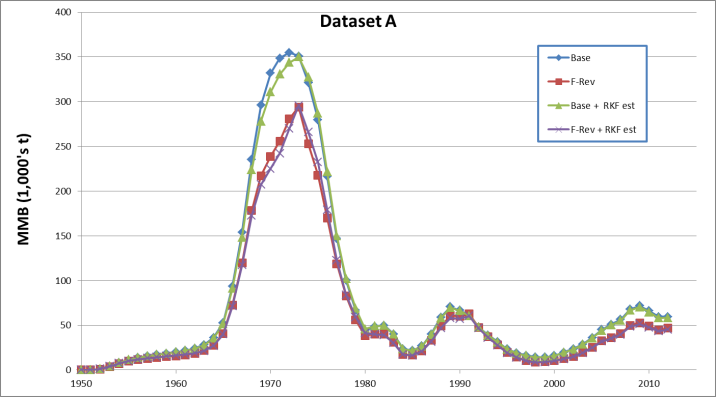 Dataset A
MMB (1,000's t)
400
350
300
250
200
150
100
50
0
1950 1960 1970 1980 1990 2000 2010
Base
F-Rev
Base + RKF est
F-Rev + RKF est